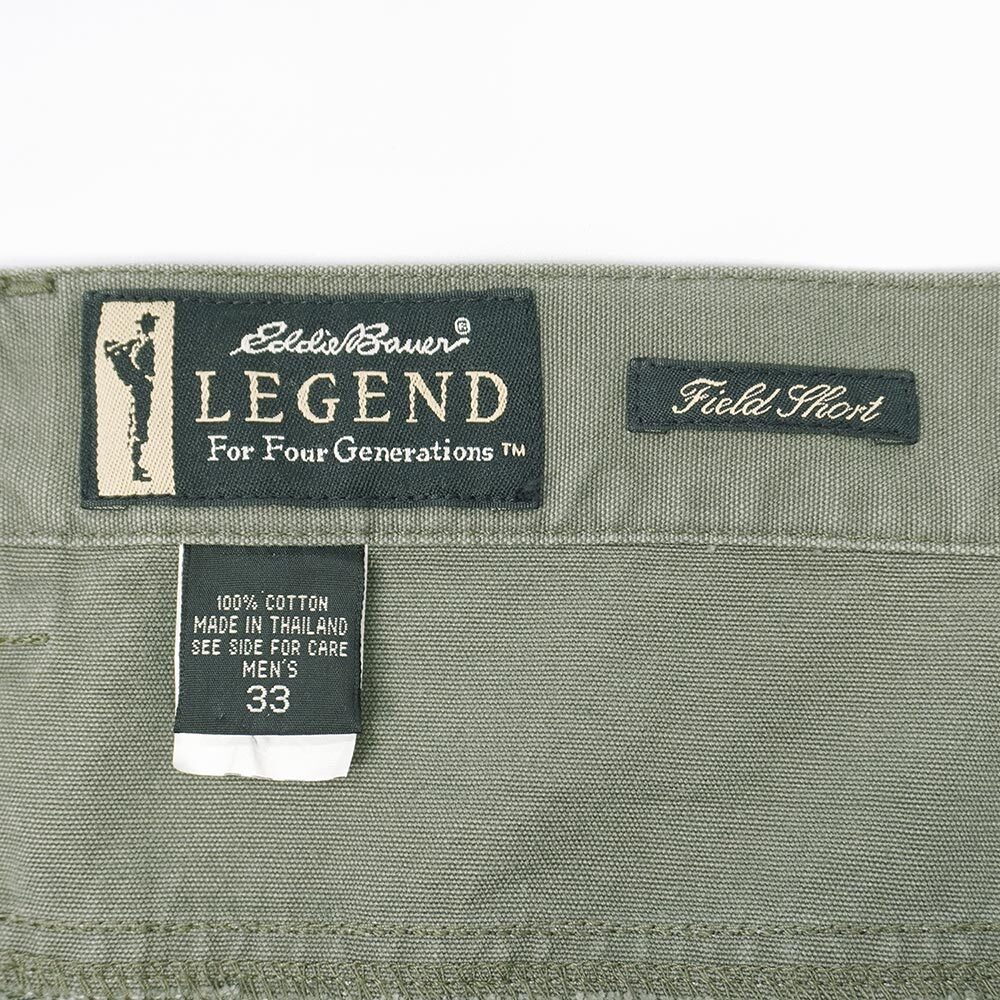 Eddie Bauer®
LEGEND
For Four Generations™
Field Short
100% COTTON
MADE IN THAILAND
SEE SIDE FOR CARE
MEN'S
33